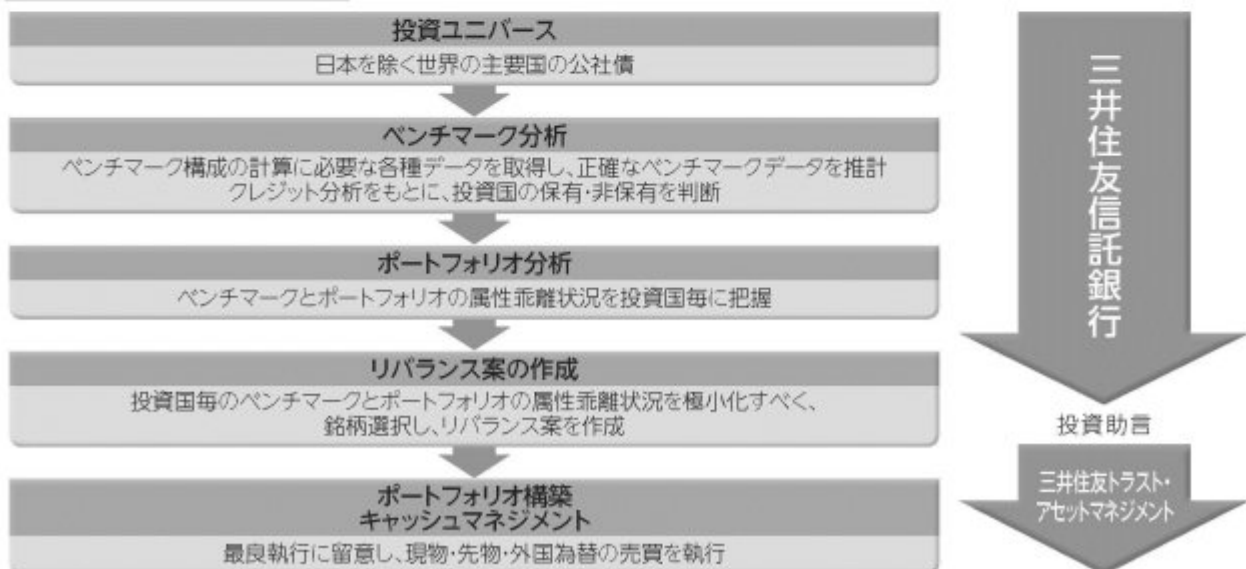 投資ユニバース
日本を除く世界の主要国の公社債
ベンチマーク分析
ベンチマーク構成の計算に必要な各種データを取得し、正確なベンチマークデータを推計
クレジット分析をもとに、投資国の保有・非保有を判断
ポートフォリオ分析
ベンチマークとポートフォリオの属性乖離状況を投資国毎に把握
リバランス案の作成
投資国毎のベンチマークとポートフォリオの属性乖離状況を極小化すべく、
銘柄選択し、リバランス案を作成
ポートフォリオ構築
キャッシュマネジメント
最良執行に留意し、現物・先物・外国為替の売買を執行
三井住友信託銀行
投資助言
三井住友トラスト・
アセットマネジメント